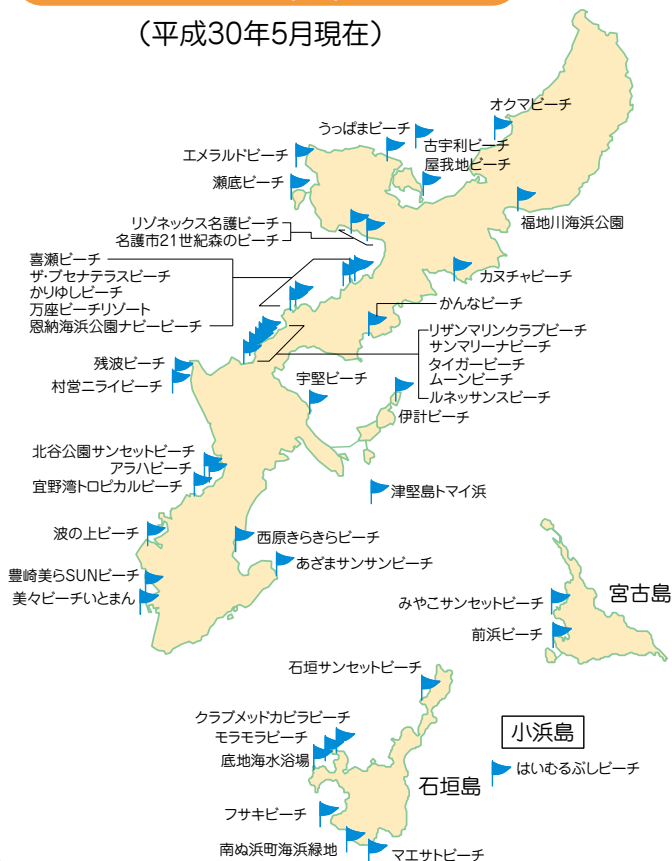 （平成30年5月現在）
オクマビーチ
うっぱまビーチ
古宇利ビーチ
エメラルドビーチ
屋我地ビーチ
瀬底ビーチ
福地川海浜公園
リゾネックス名護ビーチ
名護市21世紀森のビーチ
喜瀬ビーチ
ザ・ブセナテラスビーチ
かりゆしビーチ
万座ビーチリゾート
恩納海浜公園ナビービーチ
カヌチャビーチ
かんなビーチ
リザンマリンクラブビーチ
サンマリーナビーチ
タイガービーチ
ムーンビーチ
ルネッサンスビーチ
残波ビーチ
村営ニライビーチ
宇堅ビーチ
伊計ビーチ
北谷公園サンセットビーチ
アラハビーチ
宜野湾トロピカルビーチ
津堅島トマイ浜
波の上ビーチ
西原きらきらビーチ
あざまサンサンビーチ
豊崎美らSUNビーチ
美々ビーチいとまん
宮古島
みやこサンセットビーチ
前浜ビーチ
石垣サンセットビーチ
クラブメッドカビラビーチ
モラモラビーチ
底地海水浴場
小浜島
はいむるぶしビーチ
石垣島
フサキビーチ
南ぬ浜町海浜緑地
マエサトビーチ